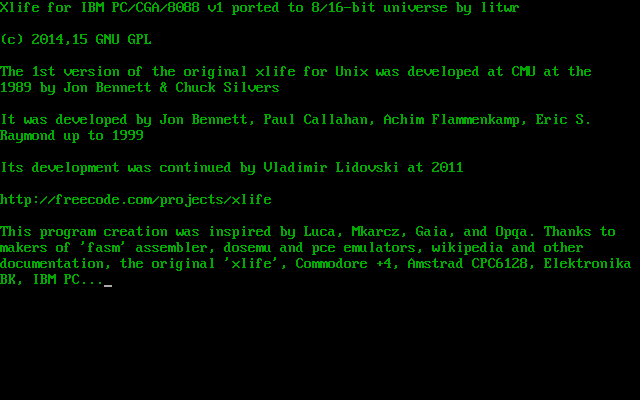 Xlife for IBM PC/CGA/8088 v1 ported to 8/16-bit universe by litwr
(c) 2014,15 GNU GPL
The 1st version of the original xlife for Unix was developed at CMU at the
1989 by Jon Bennett & Chuck Silvers
It was developed by Jon Bennett, Paul Callahan, Achim Flammenkamp, Eric S.
Raymond up to 1999
Its development was continued by Vladimir Lidovski at 2011
http://freecode.com/projects/xlife
This program creation was inspired by Luca, Mkarcz, Gaia, and Opqa. Thanks to
makers of 'fasm' assembler, dosemu and pce emulators, wikipedia and other
documentation, the original 'xlife', Commodore +4, Amstrad CPC6128, Elektronika
BK, IBM PC..._